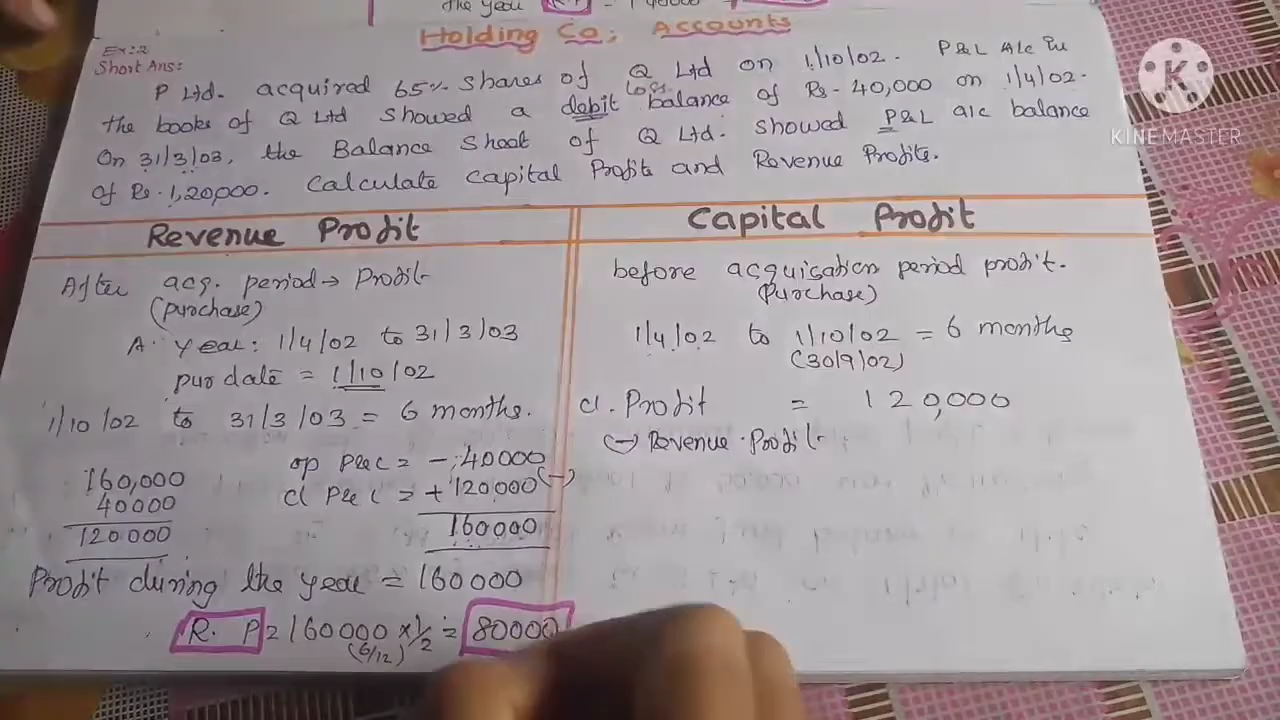 the year
Holding Co; Accounts
Ex:2
Short Ans:
P Ltd. acquired 65% shares of Q Ltd on 1/10/02. P&L A/c in
loss
the books of Q Ltd showed a debit balance of Rs. 40,000 on 1/4/02.
On 31/3/03, the Balance Sheet of Q Ltd. showed P&L a/c balance
of Rs. 1,20,000. Calculate Capital Profit and Revenue Profits.
Revenue Profit
After acq. period → Profit
(purchase)
A. year: 1/4/02 to 31/3/03
pur date = 1/10/02
1/10/02 to 31/3/03 = 6 months.
op P&L = -40000
cl P&L = +120,000 (-)
160000
160,000
40000
120000
Profit during the year = 160000
R. P = 160000 x 1/2 = 80000
(6/12)
Capital Profit
before acquisation period profit.
(purchase)
1/4/02 to 1/10/02 = 6 months
(30/9/02)
cl. Profit = 120,000
(-) Revenue Profit
K
KINEMASTER